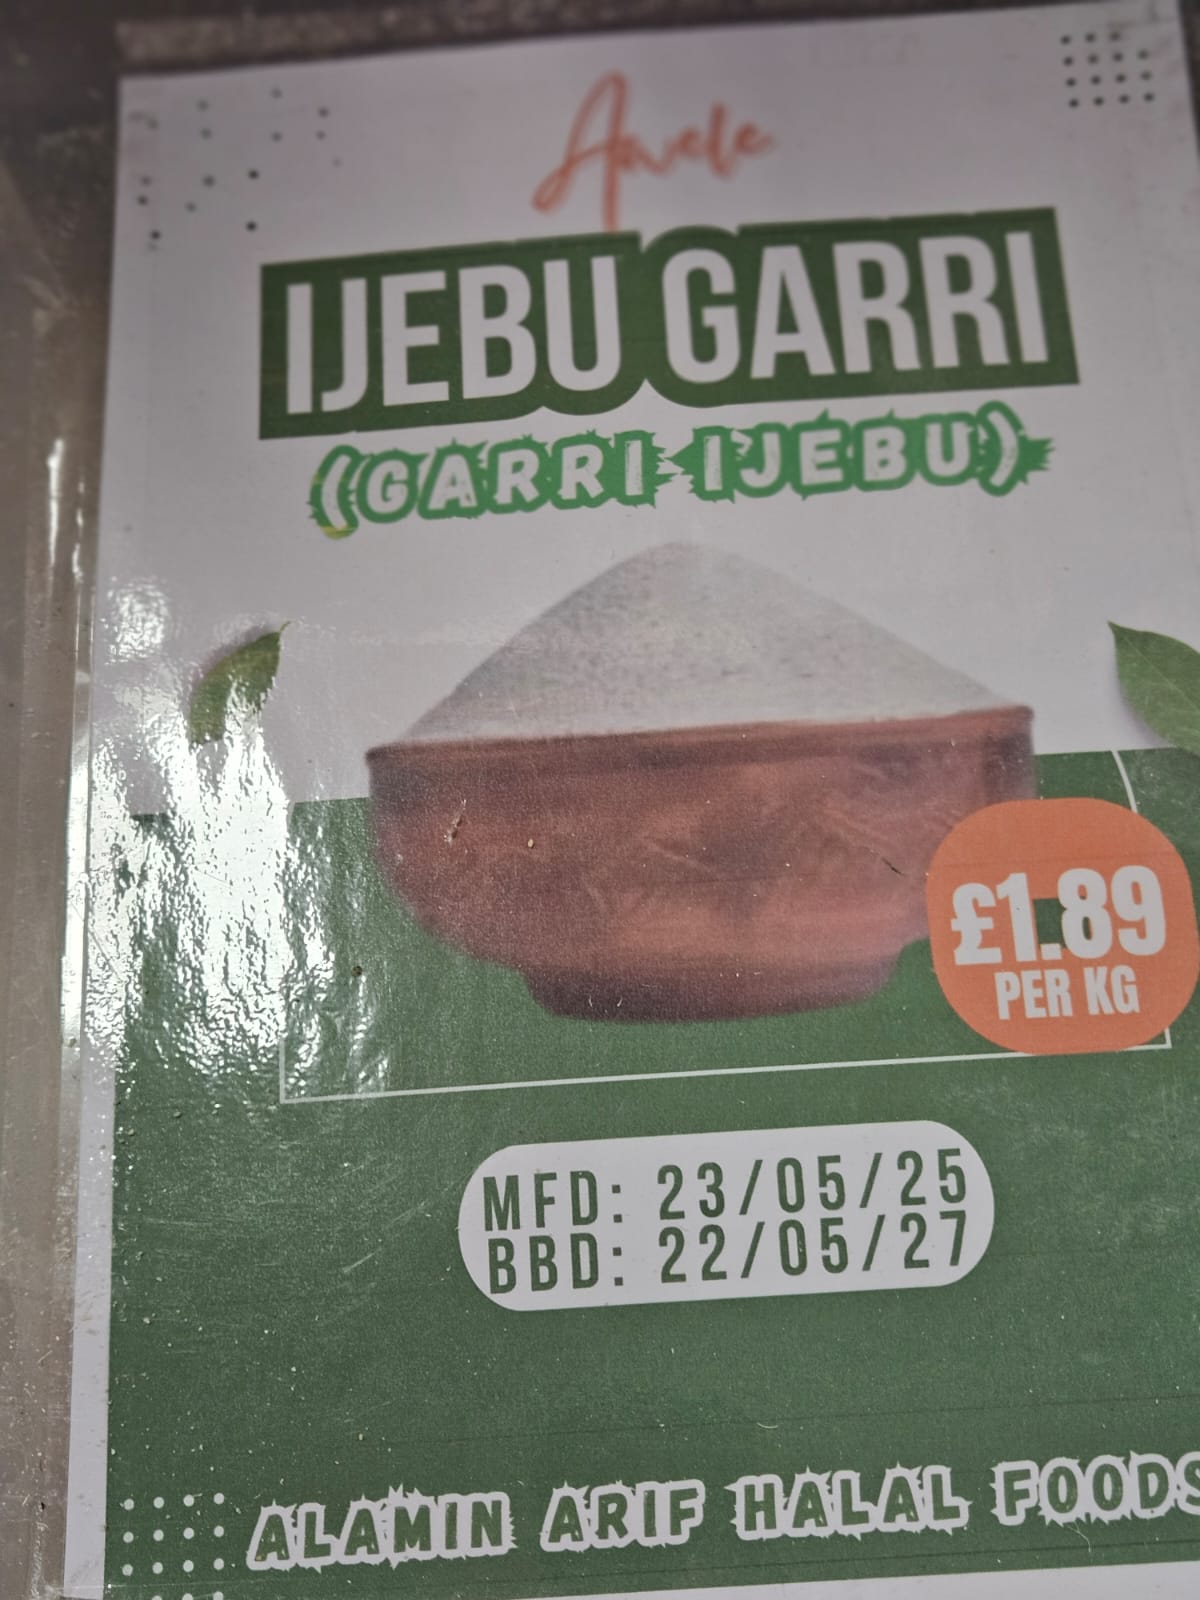 Awele
IJEBU GARRI
(GARRI IJEBU)
£1.89
PER KG
MFD: 23/05/25
BBD: 22/05/27
ALAMIN ARIF HALAL FOODS